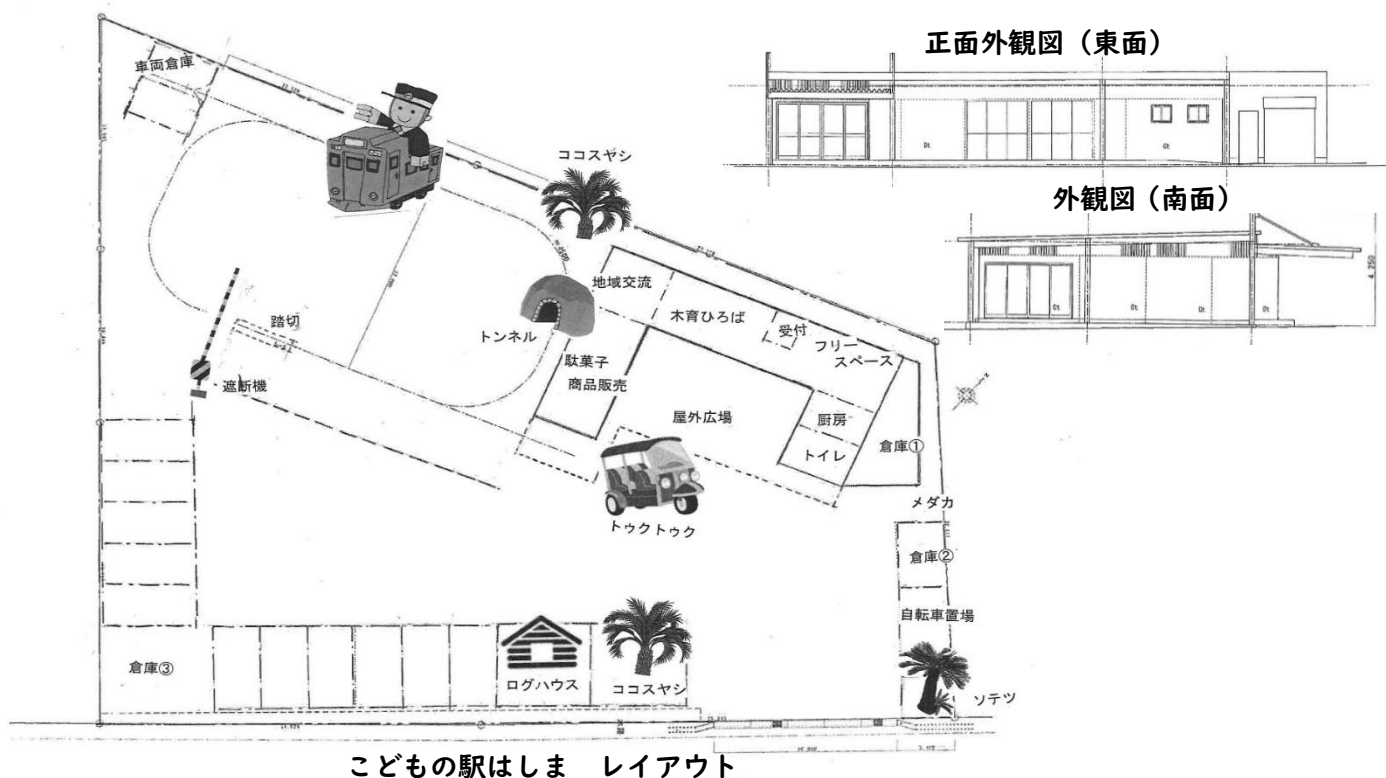 正面外観図（東面）
車両倉庫
ココスヤシ
外観図（南面）
4,250
地域交流
木育ひろば
受付
フリー
スペース
踏切
トンネル
駄菓子
商品販売
遮断機
屋外広場
厨房
倉庫①
トイレ
メダカ
トゥクトゥク
倉庫②
自転車置場
倉庫③
ログハウス
ココスヤシ
ソテツ
こどもの駅はしま　レイアウト